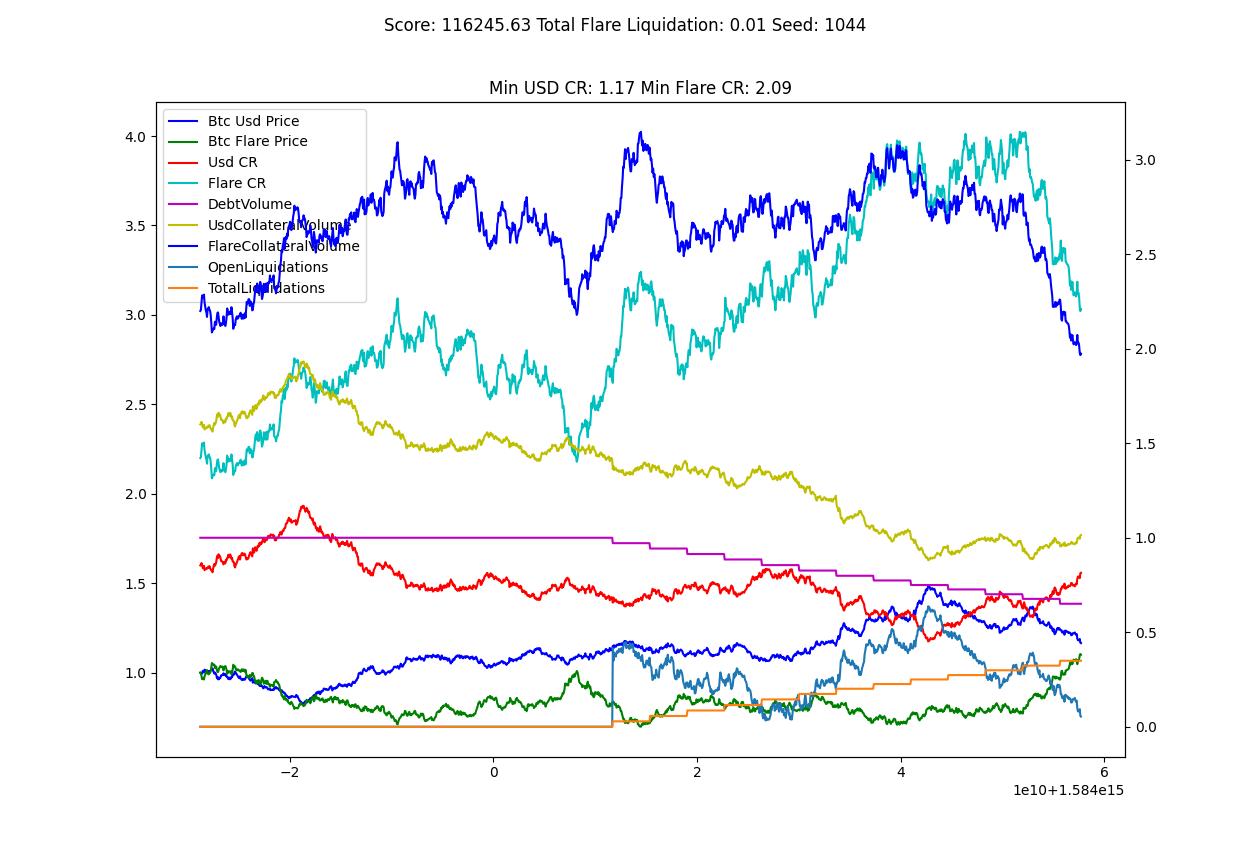 Score: 116245.63 Total Flare Liquidation: 0.01 Seed: 1044
Min USD CR: 1.17 Min Flare CR: 2.09
Btc Usd Price
Btc Flare Price
Usd CR
Flare CR
DebtVolume
UsdCollateralVolume
FlareCollateralVolume
OpenLiquidations
TotalLiquidations
4.0
3.5
3.0
2.5
2.0
1.5
1.0
3.0
2.5
2.0
1.5
1.0
0.5
0.0
−2 0 2 4 6
1e10+1.584e15